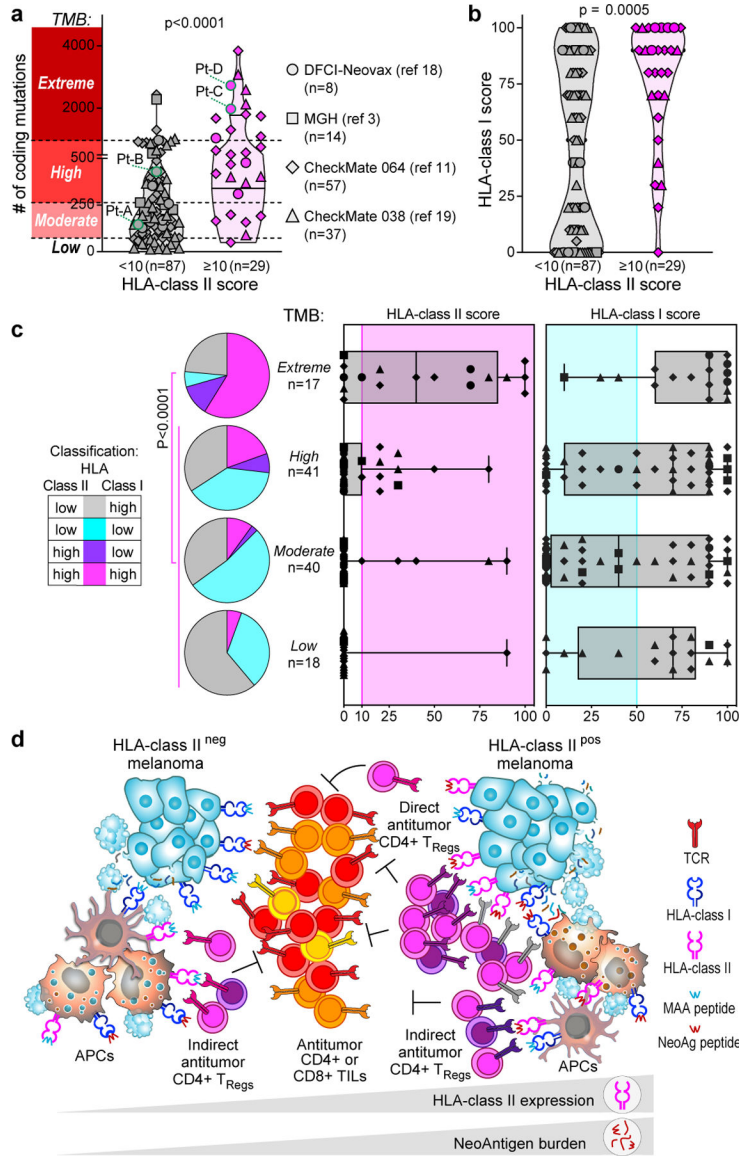 a
TMB:
p<0.0001
4000
Extreme
2000
Pt-D
Pt-C
500
Pt-B
High
250
Pt-A
Moderate
Low
0
# of coding mutations
<10 (n=87)
≥10 (n=29)
HLA-class II score
DFCI-Neovax (ref 18)
(n=8)
MGH (ref 3)
(n=14)
CheckMate 064 (ref 11)
(n=57)
CheckMate 038 (ref 19)
(n=37)
b
p = 0.0005
100
75
50
25
0
HLA-class I score
<10 (n=87)
≥10 (n=29)
HLA-class II score
c
TMB:
HLA-class II score
HLA-class I score
Extreme
n=17
P<0.0001
High
n=41
Moderate
n=40
Low
n=18
Classification:
HLA
Class II Class I
low high
low low
high low
high high
0 10 25 50 75 100
0 25 50 75 100
d
HLA-class II neg
melanoma
HLA-class II pos
melanoma
Direct
antitumor
CD4+ TRegs
TCR
HLA-class I
HLA-class II
MAA peptide
NeoAg peptide
APCs
Indirect
antitumor
CD4+ TRegs
Antitumor
CD4+ or
CD8+ TILs
Indirect
antitumor
CD4+ TRegs
APCs
HLA-class II expression
NeoAntigen burden